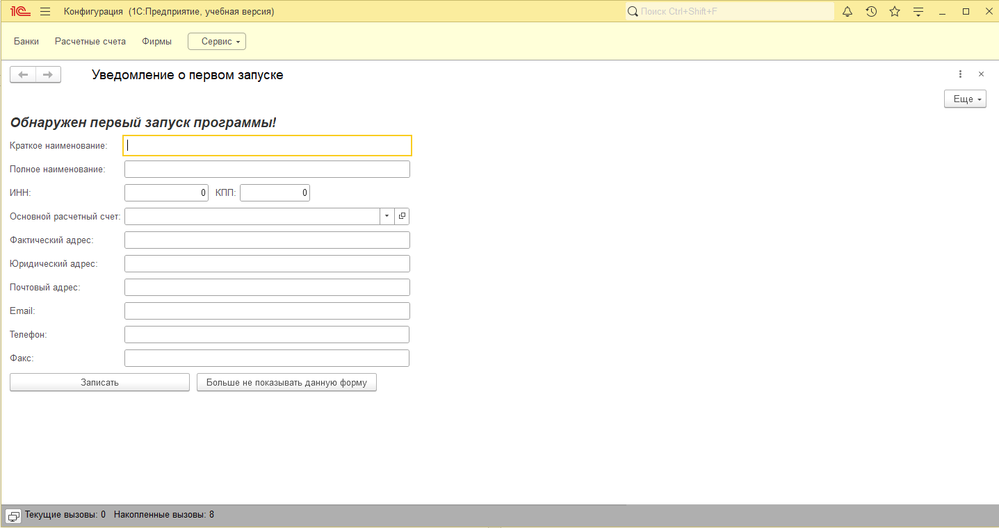 1С Конфигурация (1С:Предприятие, учебная версия) Поиск Ctrl+Shift+F
Банки Расчетные счета Фирмы Сервис
Уведомление о первом запуске
Еще
Обнаружен первый запуск программы!
Краткое наименование:
Полное наименование:
ИНН: 0 КПП: 0
Основной расчетный счет:
Фактический адрес:
Юридический адрес:
Почтовый адрес:
Email:
Телефон:
Факс:
Записать Больше не показывать данную форму
Текущие вызовы: 0 Накопленные вызовы: 8